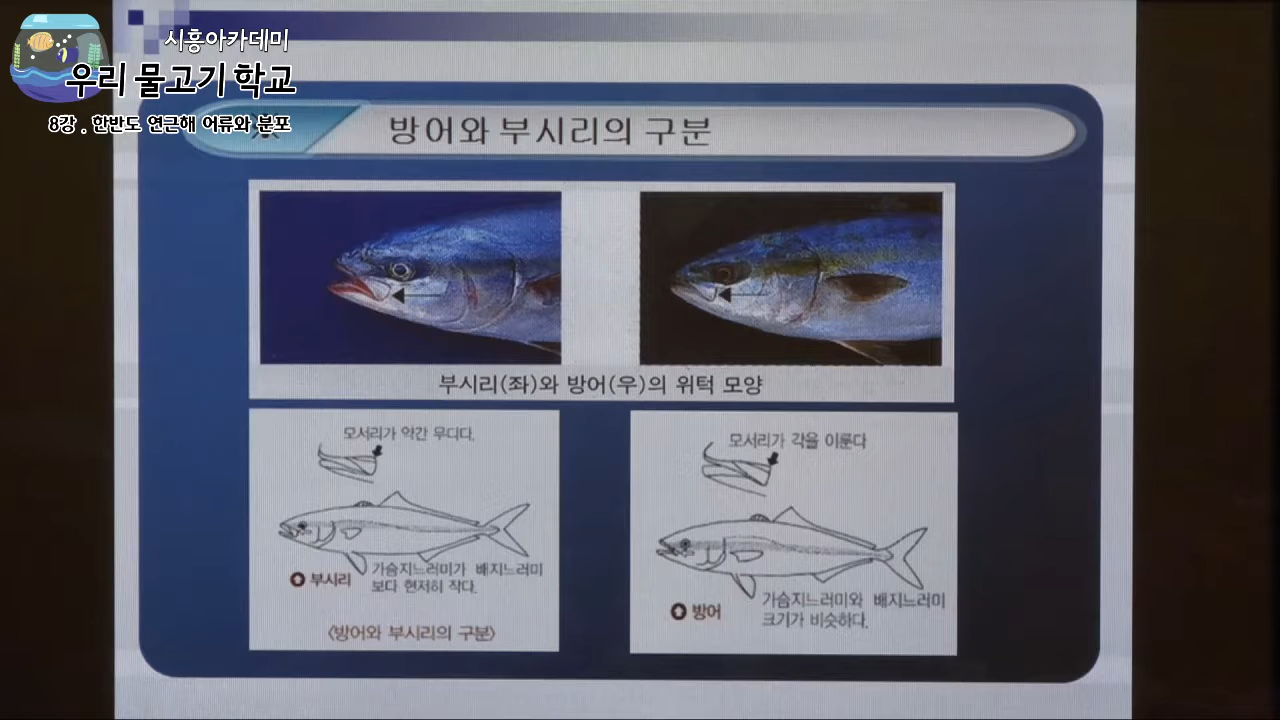 시흥아카데미
우리 물고기 학교
8강 . 한반도 연근해 어류와 분포
방어와 부시리의 구분
부시리(좌)와 방어(우)의 위턱 모양
모서리가 약간 무디다.
가슴지느러미가 배지느러미
보다 현저히 작다.
부시리
〈방어와 부시리의 구분〉
모서리가 각을 이룬다
가슴지느러미와 배지느러미
크기가 비슷하다.
방어